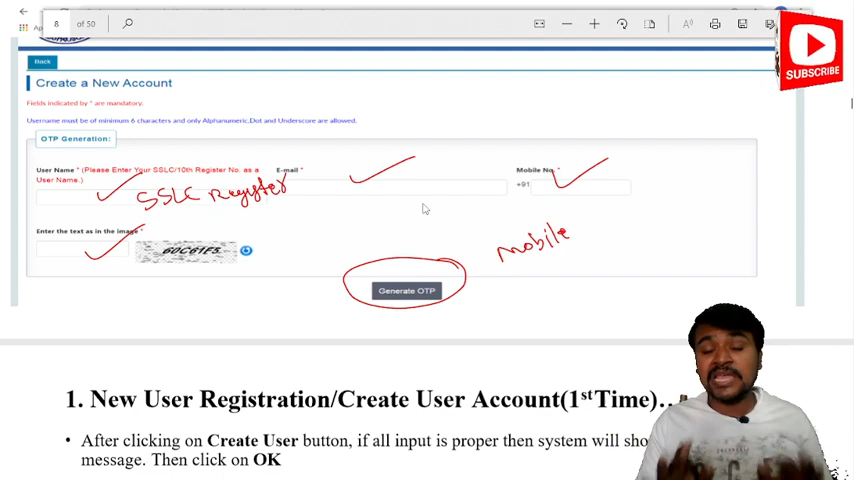 8 of 50
SUBSCRIBE
Back
Create a New Account
Fields indicated by * are mandatory.
Username must be of minimum 6 characters and only Alphanumeric,Dot and Underscore are allowed.
OTP Generation:
User Name * (Please Enter Your SSLC/10th Register No. as a User Name.)
E-mail *
Mobile No. *
+91
SSLC Register
Enter the text as in the image *
60C61F5
mobile
Generate OTP
1. New User Registration/Create User Account(1st Time)…
• After clicking on Create User button, if all input is proper then system will
message. Then click on OK